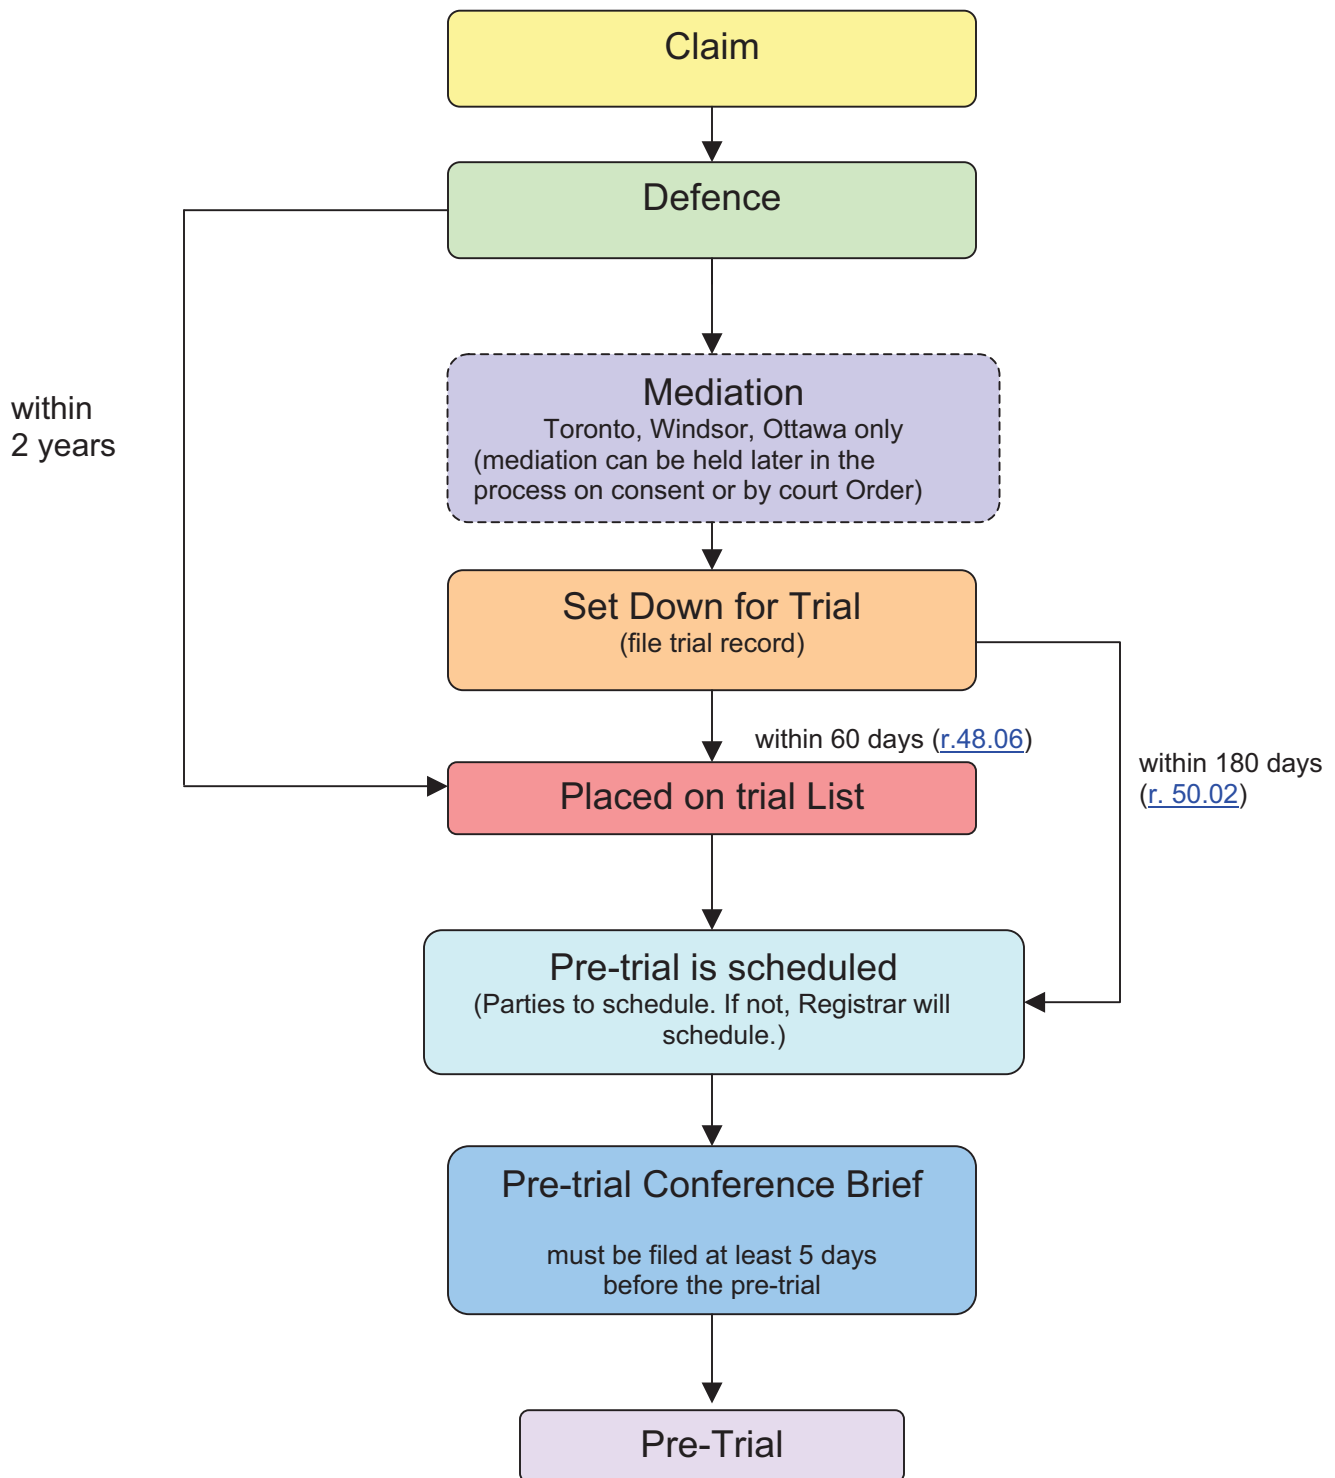 Claim
Defence
within
2 years
Mediation
Toronto, Windsor, Ottawa only
(mediation can be held later in the
process on consent or by court Order)
Set Down for Trial
(file trial record)
within 60 days (r.48.06)
within 180 days
(r. 50.02)
Placed on trial List
Pre-trial is scheduled
(Parties to schedule. If not, Registrar will
schedule.)
Pre-trial Conference Brief
must be filed at least 5 days
before the pre-trial
Pre-Trial